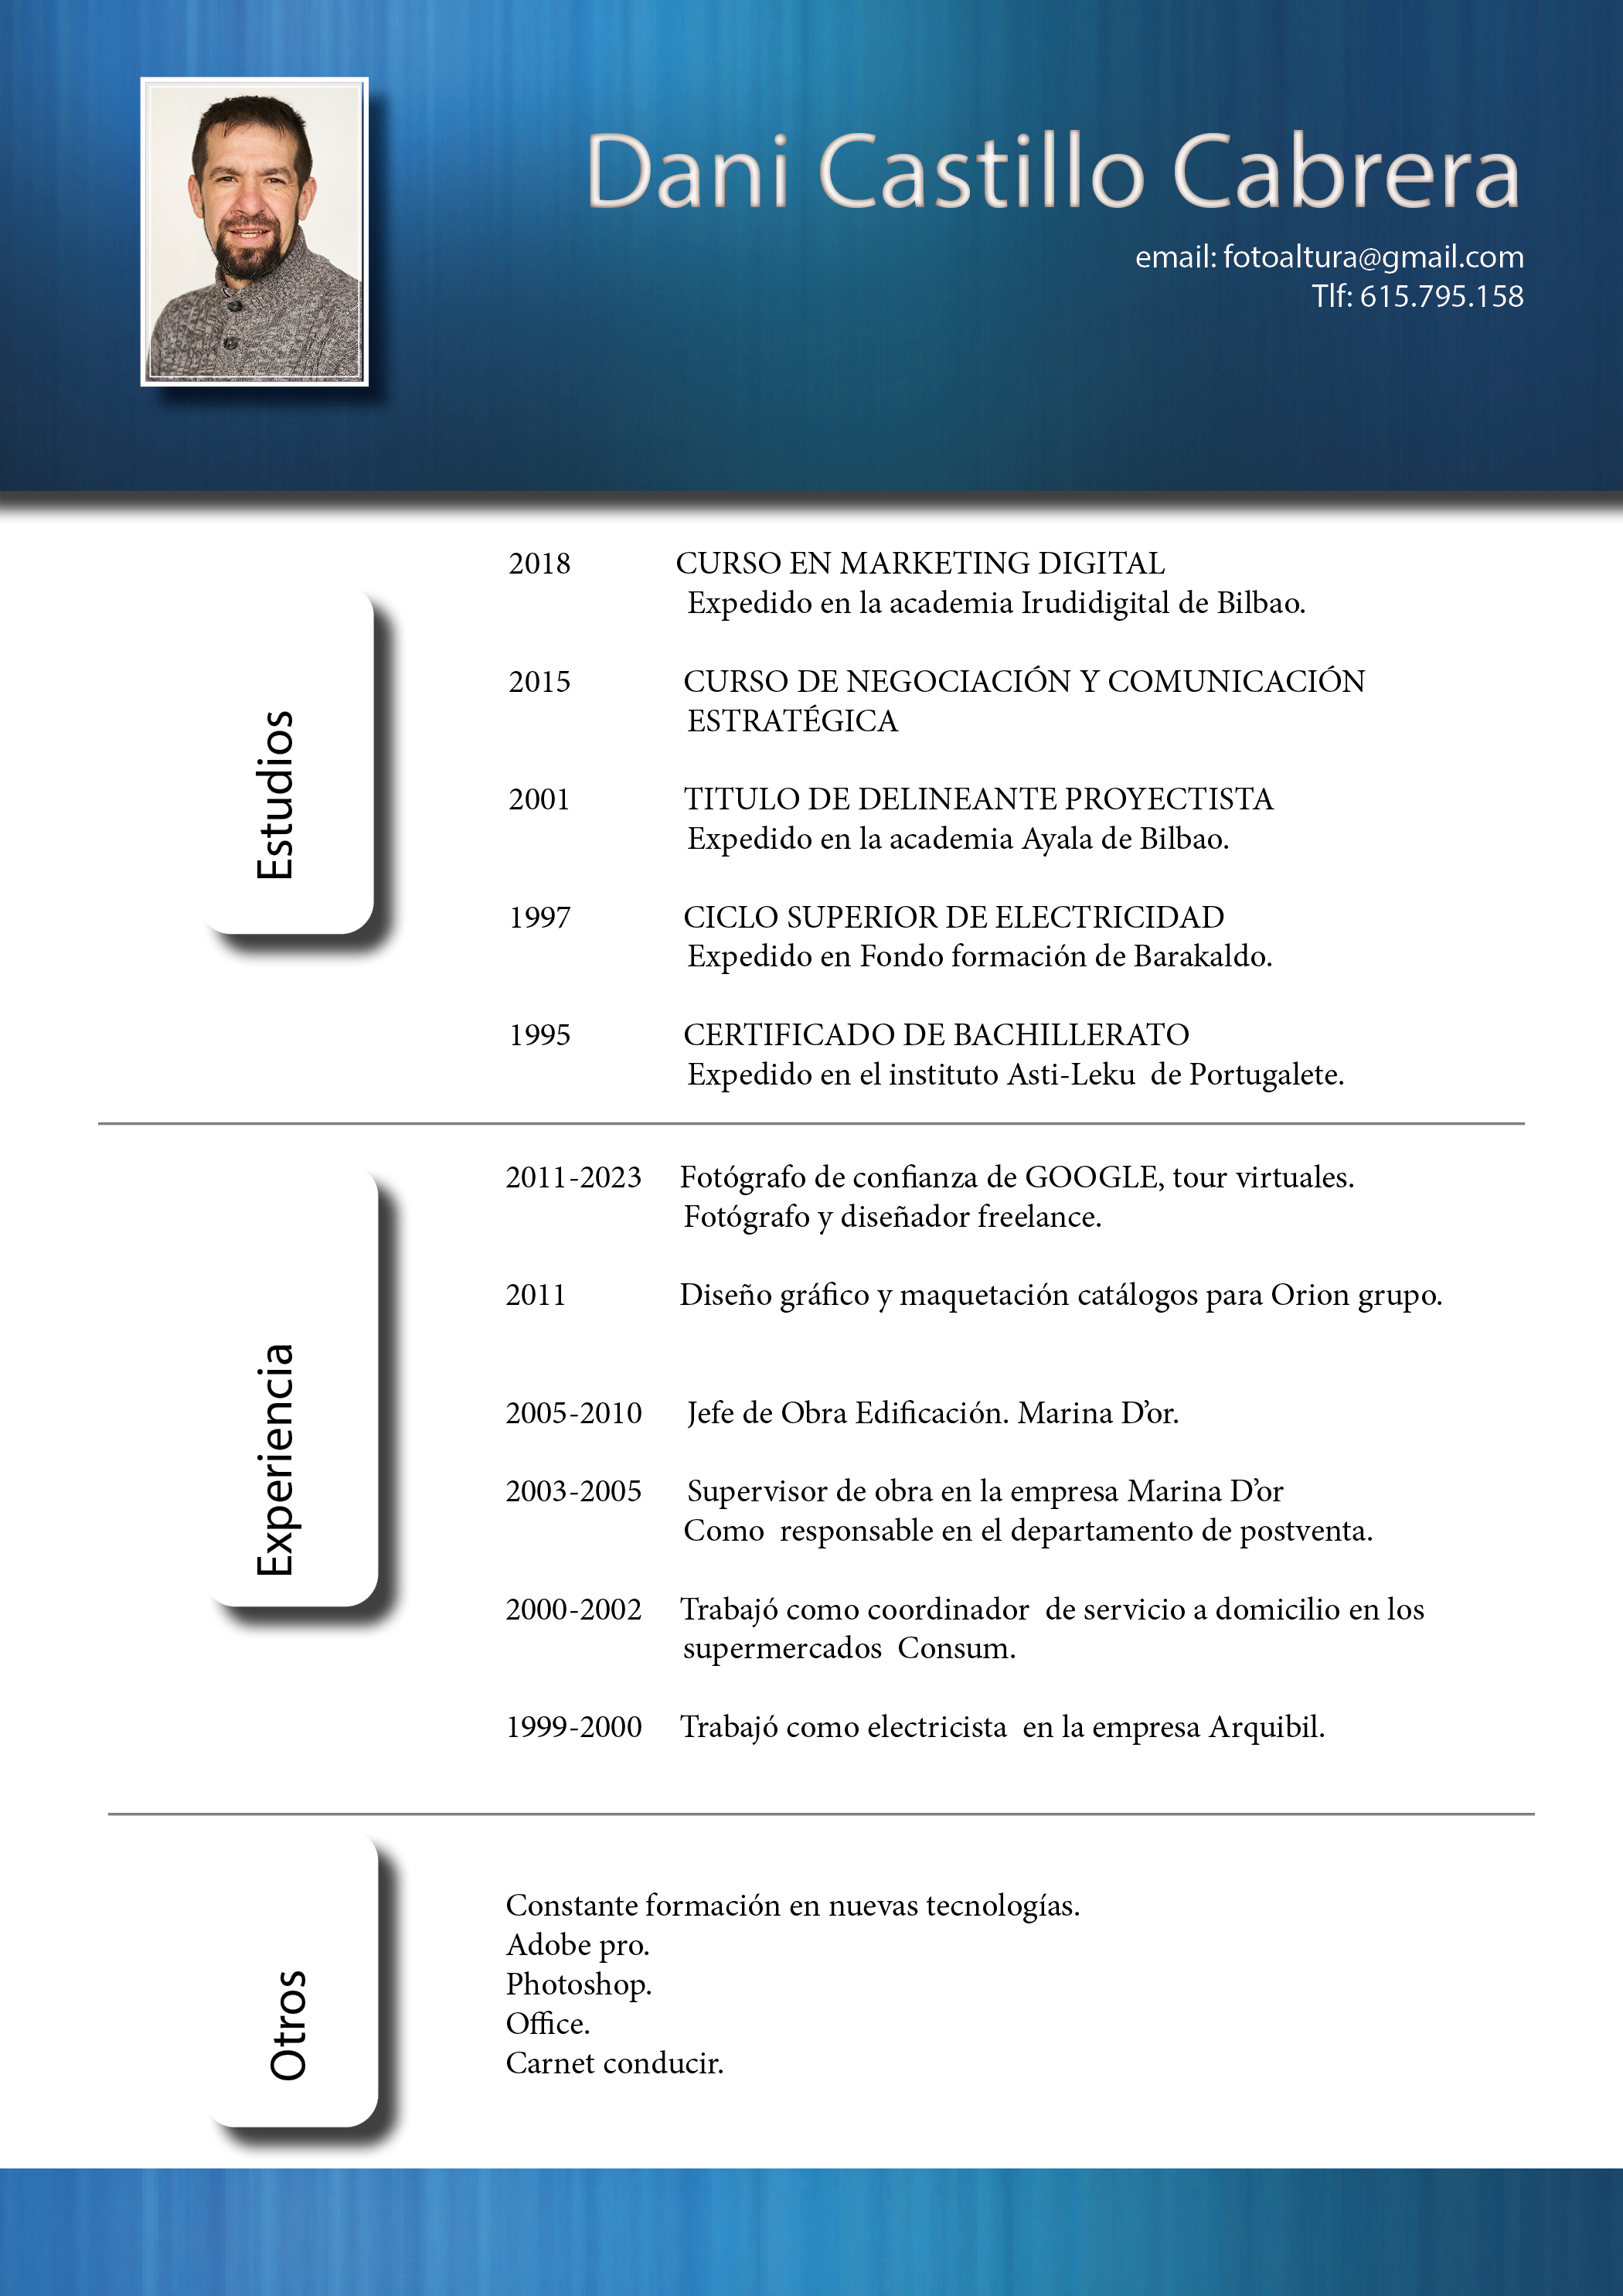 Dani Castillo Cabrera
email: fotoaltura@gmail.com
Tlf: 615.795.158
Estudios
2018 CURSO EN MARKETING DIGITAL
Expedido en la academia Irudidigital de Bilbao.
2015 CURSO DE NEGOCIACIÓN Y COMUNICACIÓN
ESTRATÉGICA
2001 TITULO DE DELINEANTE PROYECTISTA
Expedido en la academia Ayala de Bilbao.
1997 CICLO SUPERIOR DE ELECTRICIDAD
Expedido en Fondo formación de Barakaldo.
1995 CERTIFICADO DE BACHILLERATO
Expedido en el instituto Asti-Leku de Portugalete.
Experiencia
2011-2023 Fotógrafo de confianza de GOOGLE, tour virtuales.
Fotógrafo y diseñador freelance.
2011 Diseño gráfico y maquetación catálogos para Orion grupo.
2005-2010 Jefe de Obra Edificación. Marina D’or.
2003-2005 Supervisor de obra en la empresa Marina D’or
Como responsable en el departamento de postventa.
2000-2002 Trabajó como coordinador de servicio a domicilio en los
supermercados Consum.
1999-2000 Trabajó como electricista en la empresa Arquibil.
Otros
Constante formación en nuevas tecnologías.
Adobe pro.
Photoshop.
Office.
Carnet conducir.